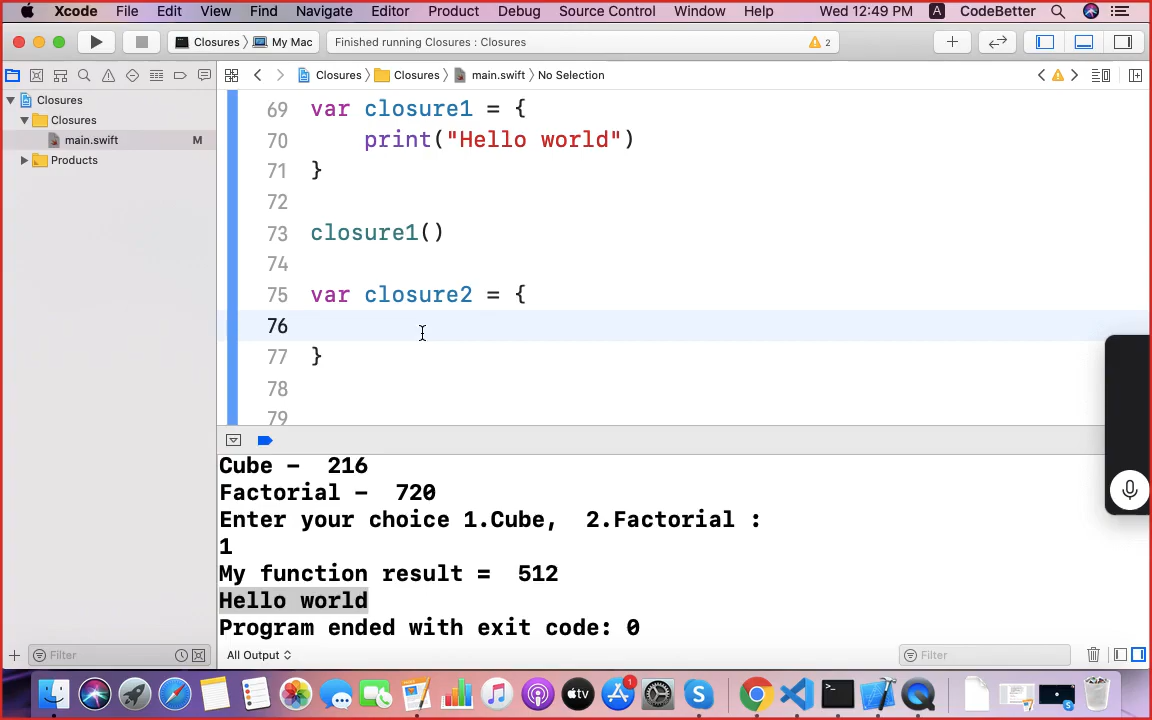 Xcode File Edit View Find Navigate Editor Product Debug Source Control Window Help Wed 12:49 PM A CodeBetter
Closures My Mac Finished running Closures : Closures 2
Closures Closures main.swift No Selection
Closures
Closures
main.swift M
Products
69 var closure1 = {
70 print("Hello world")
71 }
72
73 closure1()
74
75 var closure2 = {
76
77 }
78
79
Cube - 216
Factorial - 720
Enter your choice 1.Cube, 2.Factorial :
1
My function result = 512
Hello world
Program ended with exit code: 0
Filter All Output Filter
tv 1